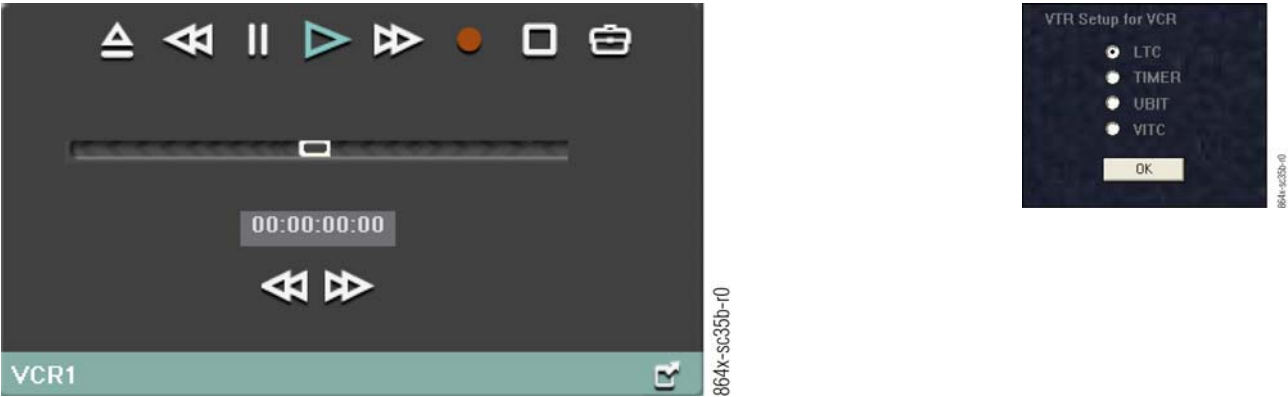 00:00:00:00
VCR1
864x-sc35b-r0
VTR Setup for VCR
LTC
TIMER
UBIT
VITC
OK
864x-sc35b-r0